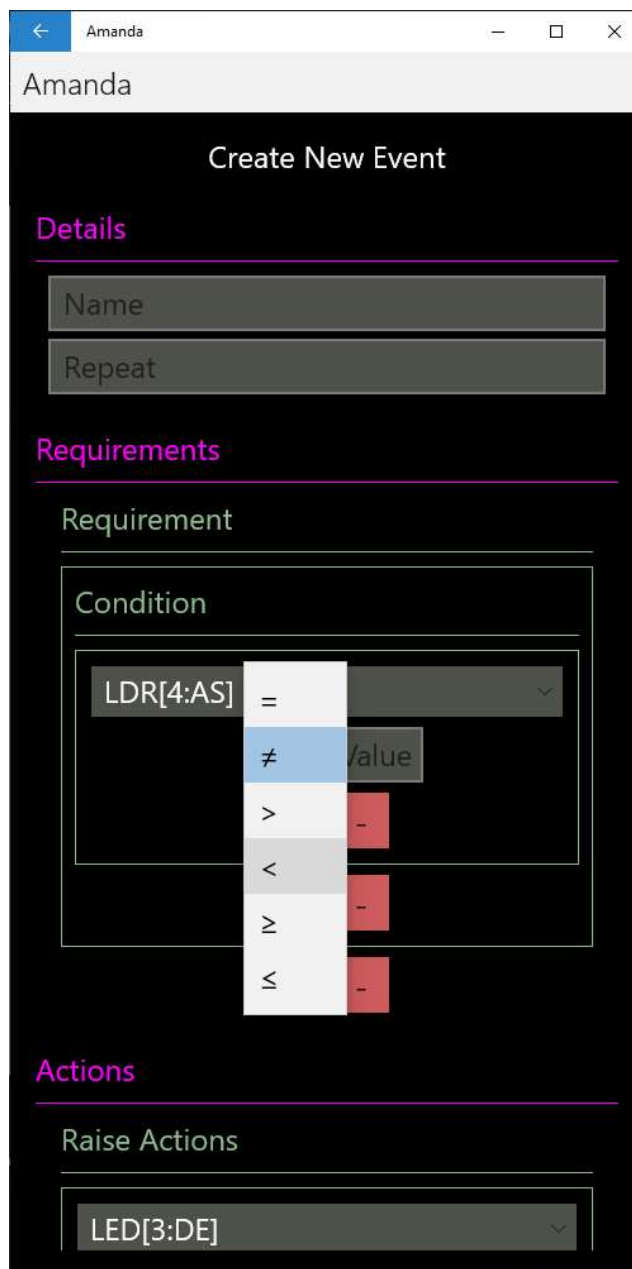 Amanda
Amanda
Create New Event
Details
Name
Repeat
Requirements
Requirement
Condition
LDR[4:AS]
=
≠
Value
>
-
<
-
≥
≤
-
Actions
Raise Actions
LED[3:DE]